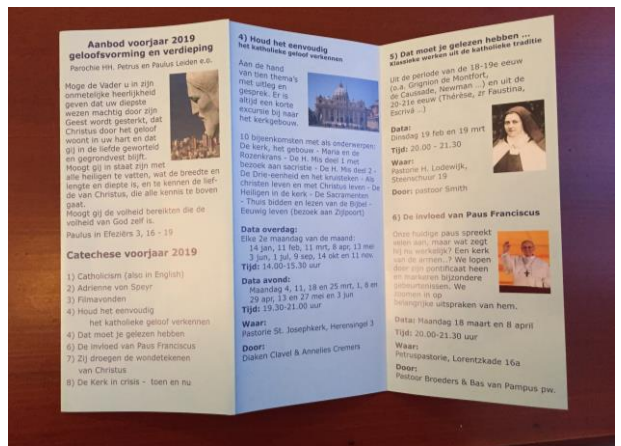 Aanbod voorjaar 2019
geloofsvorming en verdieping
Parochie HH. Petrus en Paulus Leiden e.o.
Moge de Vader u in zijn
onmetelijke heerlijkheid
geven dat uw diepste
wezen machtig door zijn
Geest wordt gesterkt, dat
Christus door het geloof
woont in uw hart en dat
gij in de liefde geworteld
en gegrondvest blijft.
Moogt gij in staat zijn met
alle heiligen te vatten, wat de breedte en
lengte en diepte is, en te kennen de lief-
de van Christus, die alle kennis te boven
gaat.
Moogt gij de volheid bereikten die de
volheid van God zelf is.
Paulus in Efeziërs 3, 16 - 19
Catechese voorjaar 2019
1) Catholicism (also in English)
2) Adrienne von Speyr
3) Filmavonden
4) Houd het eenvoudig
het katholieke geloof verkennen
4) Dat moet je gelezen hebben
6) De invloed van Paus Franciscus
7) Zij droegen de wondetekenen
van Christus
8) De Kerk in crisis - toen en nu
4) Houd het eenvoudig
het katholieke geloof verkennen
Aan de hand
van tien thema's
met uitleg en
gesprek. Er is
altijd een korte
excursie bij naar
het kerkgebouw.
10 bijeenkomsten met als onderwerpen:
De kerk, het gebouw - Maria en de
Rozenkrans - De H. Mis deel 1 met
bezoek aan sacristie - De H. Mis deel 2 -
De Drie-eenheid en het kruisteken - Als
christen leven en met Christus leven - De
Heiligen in de kerk - De Sacramenten
- Thuis bidden en lezen van de Bijbel -
Eeuwig leven (bezoek aan Zijlpoort)
Data overdag:
Elke 2e maandag van de maand:
14 jan, 11 feb, 11 mrt, 8 apr, 13 mei
3 jun, 1 jul, 9 sep, 14 okt en 11 nov.
Tijd: 14.00-15.30 uur
Data avond:
Maandag 4, 11, 18 en 25 mrt, 1, 8 en
29 apr, 13 en 27 mei en 3 jun
Tijd: 19.30-21.00 uur
Waar:
Pastorie St. Josephkerk, Herensingel 3
Door:
Diaken Clavel & Annelies Cremers
5) Dat moet je gelezen hebben ...
Klassieke werken uit de katholieke traditie
Uit de periode van de 18-19e eeuw
(o.a. Grignion de Montfort,
de Caussade, Newman ...) en uit de
20-21e eeuw (Thérèse, zr Faustina,
Escriva ...)
Data:
Dinsdag 19 feb en 19 mrt
Tijd: 20.00 - 21.30
Waar:
Pastorie H. Lodewijk,
Steenschuur 19
Door: pastoor Smith
6) De invloed van Paus Franciscus
Onze huidige paus spreekt
velen aan, maar wat zegt
hij nu werkelijk? Een kerk
van de armen..? We lopen
door zijn pontificaat heen
en markeren bijzondere
gebeurtenissen. We
zoomen in op
belangrijke uitspraken van hem.
Data: Maandag 18 maart en 8 april
Tijd: 20.00-21.30 uur
Waar:
Petruspastorie, Lorentzkade 16a
Door:
Pastoor Broeders & Bas van Pampus pw.